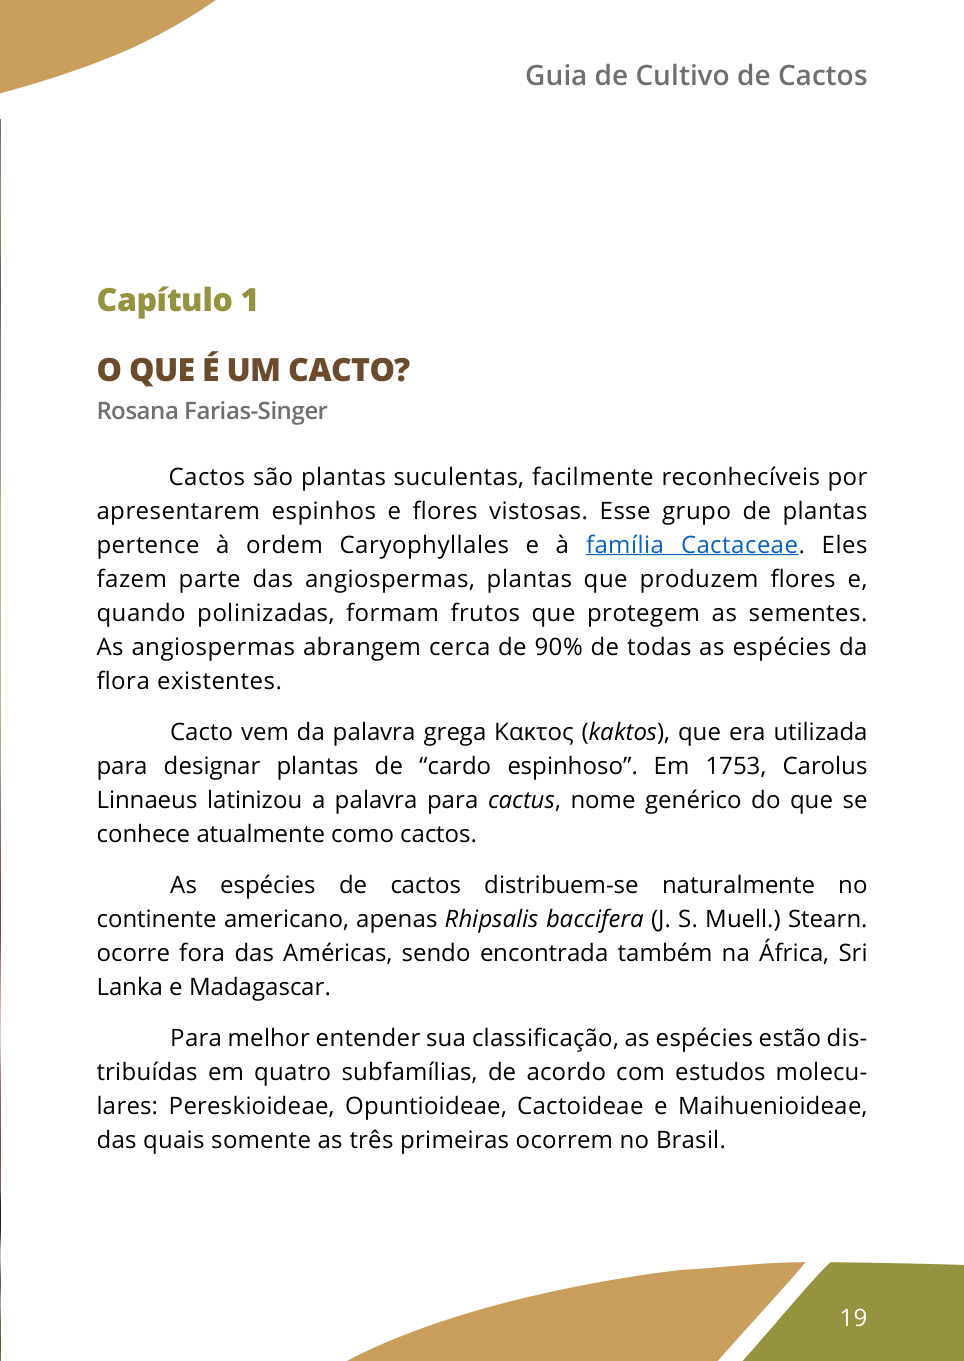 Guia de Cultivo de Cactos
Capítulo 1
O QUE É UM CACTO?
Rosana Farias-Singer
Cactos são plantas suculentas, facilmente reconhecíveis por
apresentarem espinhos e flores vistosas. Esse grupo de plantas
pertence à ordem Caryophyllales e à família Cactaceae. Eles
fazem parte das angiospermas, plantas que produzem flores e,
quando polinizadas, formam frutos que protegem as sementes.
As angiospermas abrangem cerca de 90% de todas as espécies da
flora existentes.
Cacto vem da palavra grega Κακτος (kaktos), que era utilizada
para designar plantas de “cardo espinhoso”. Em 1753, Carolus
Linnaeus latinizou a palavra para cactus, nome genérico do que se
conhece atualmente como cactos.
As espécies de cactos distribuem-se naturalmente no
continente americano, apenas Rhipsalis baccifera (J. S. Muell.) Stearn.
ocorre fora das Américas, sendo encontrada também na África, Sri
Lanka e Madagascar.
Para melhor entender sua classificação, as espécies estão dis-
tribuídas em quatro subfamílias, de acordo com estudos molecu-
lares: Pereskioideae, Opuntioideae, Cactoideae e Maihuenioideae,
das quais somente as três primeiras ocorrem no Brasil.
19